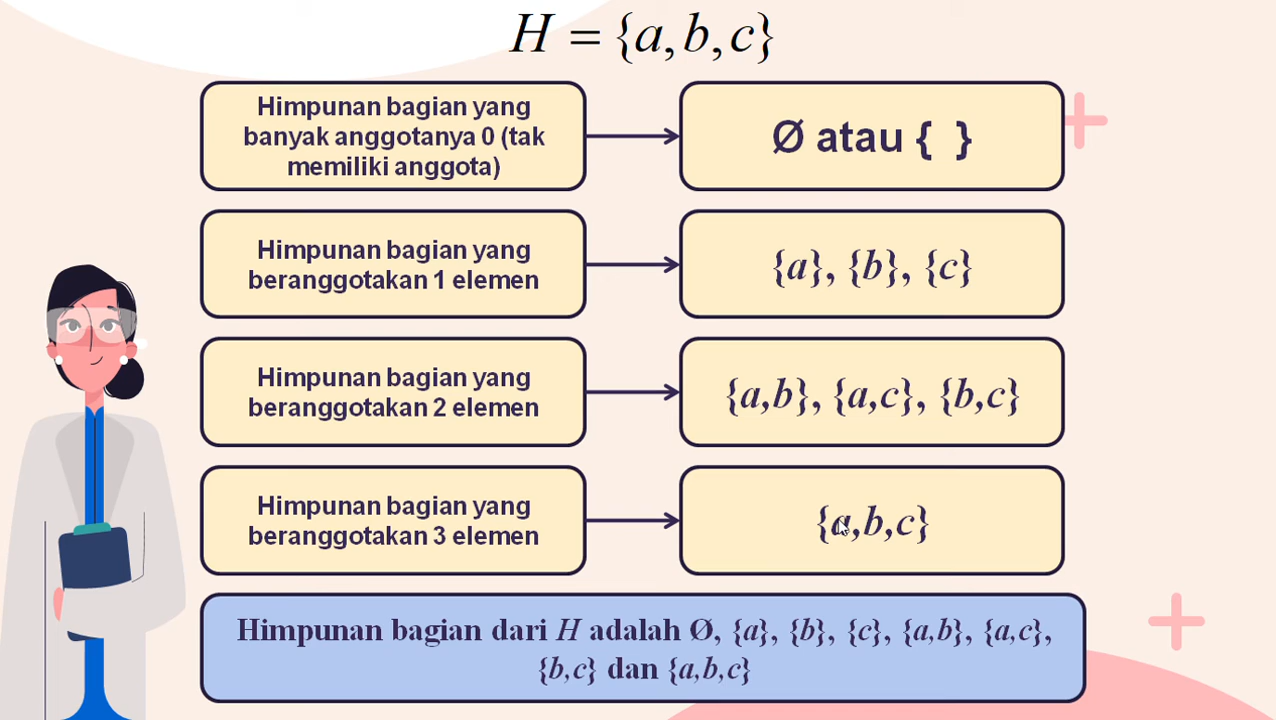 H = {a, b, c}
Himpunan bagian yang
banyak anggotanya 0 (tak
memiliki anggota)
Ø atau { }
Himpunan bagian yang
beranggotakan 1 elemen
{a}, {b}, {c}
Himpunan bagian yang
beranggotakan 2 elemen
{a,b}, {a,c}, {b,c}
Himpunan bagian yang
beranggotakan 3 elemen
{a,b,c}
Himpunan bagian dari H adalah Ø, {a}, {b}, {c}, {a,b}, {a,c},
{b,c} dan {a,b,c}